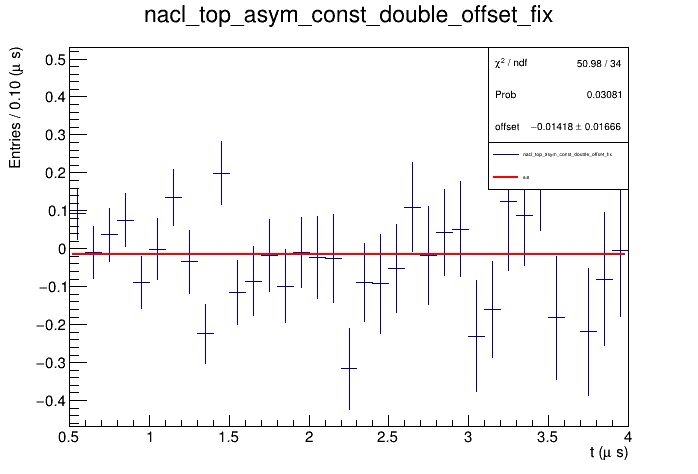 nacl_top_asym_const_double_offset_fix
Entries / 0.10 (μ s)
χ² / ndf 50.98 / 34
Prob 0.03081
offset −0.01418 ± 0.01666
nacl_top_asym_const_double_offset_fix
0.5
0.4
0.3
0.2
0.1
0
−0.1
−0.2
−0.3
−0.4
0.5 1 1.5 2 2.5 3 3.5 4
t (μ s)